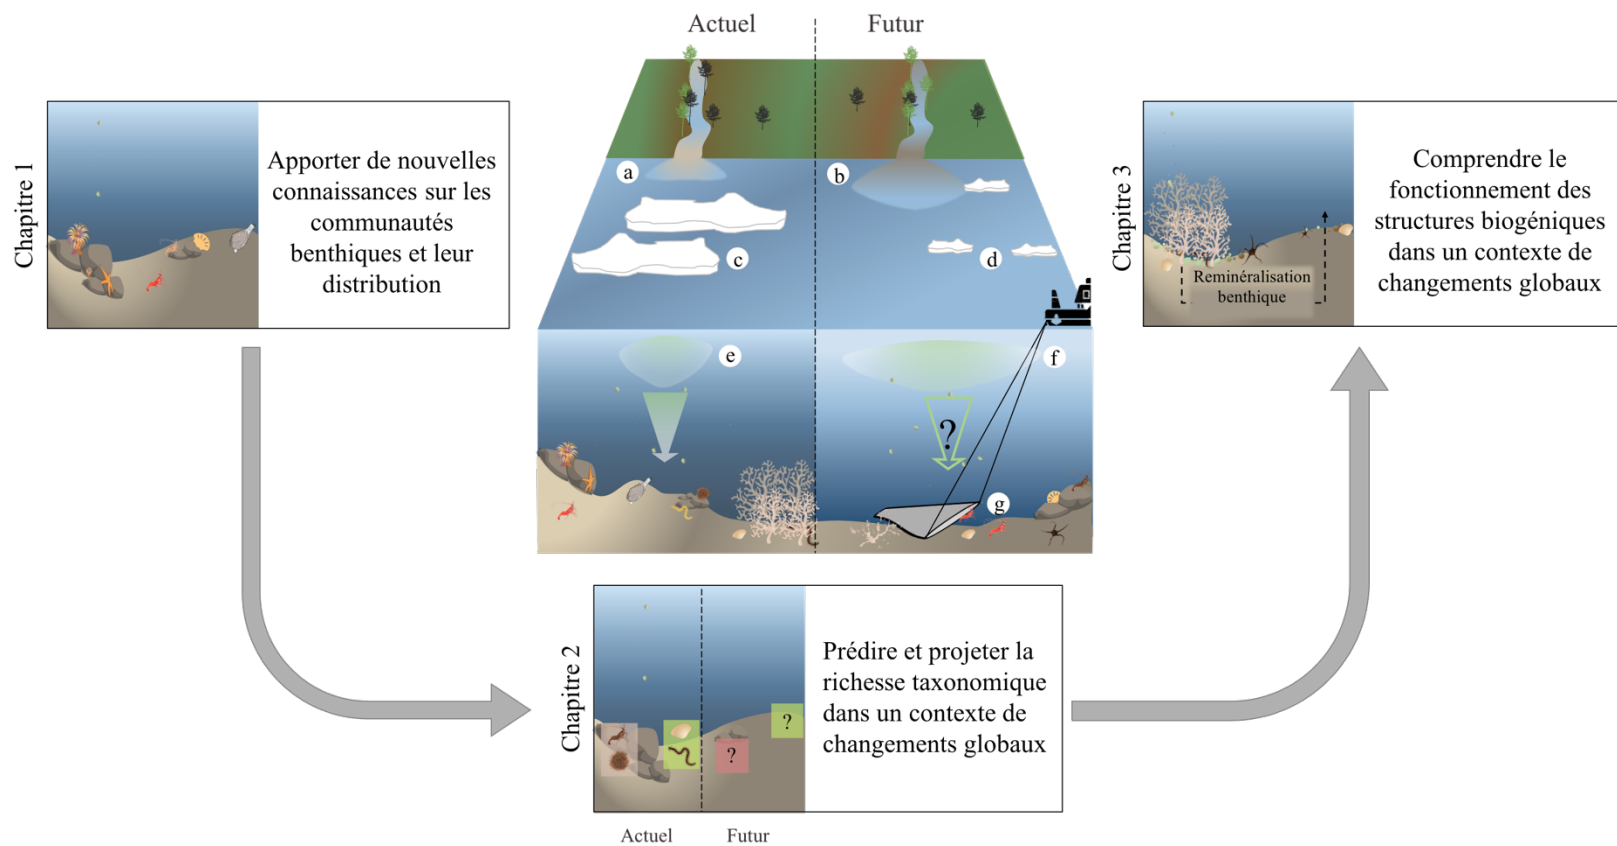 Actuel
Futur
a
b
c
d
e
f
?
g
Chapitre 1
Apporter de nouvelles
connaissances sur les
communautés
benthiques et leur
distribution
Chapitre 2
?
?
Prédire et projeter la
richesse taxonomique
dans un contexte de
changements globaux
Actuel
Futur
Chapitre 3
Reminéralisation
benthique
Comprendre le
fonctionnement des
structures biogéniques
dans un contexte de
changements globaux